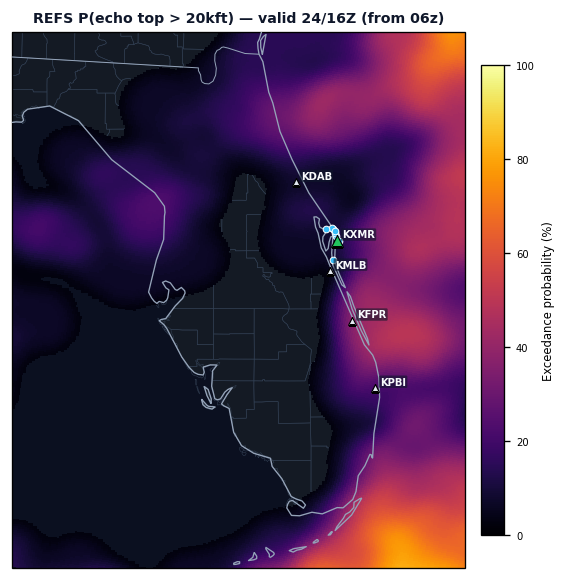 REFS P(echo top > 20kft) — valid 24/16Z (from 06z)
KDAB
KXMR
KMLB
KFPR
KPBI
100
80
60
40
20
0
Exceedance probability (%)